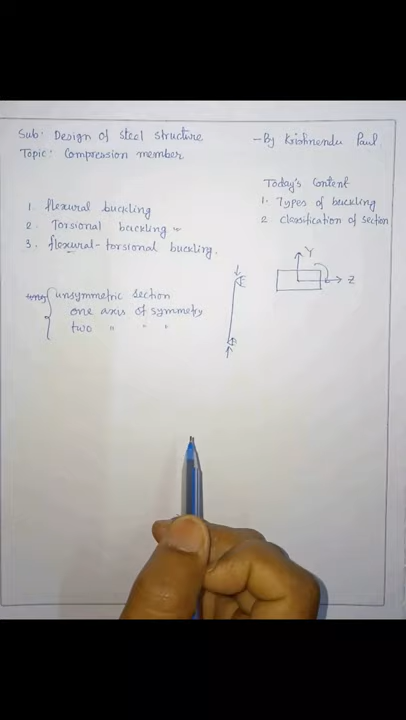 Sub: Design of steel structure
- By Krishnendu Paul.
Topic: Compression member
Today's Content
1. Types of buckling
2. Classification of section
1. flexural buckling
2. Torsional buckling
3. flexural-torsional buckling.
Y
Z
unsymmetric section
one axis of symmetry
two " " "